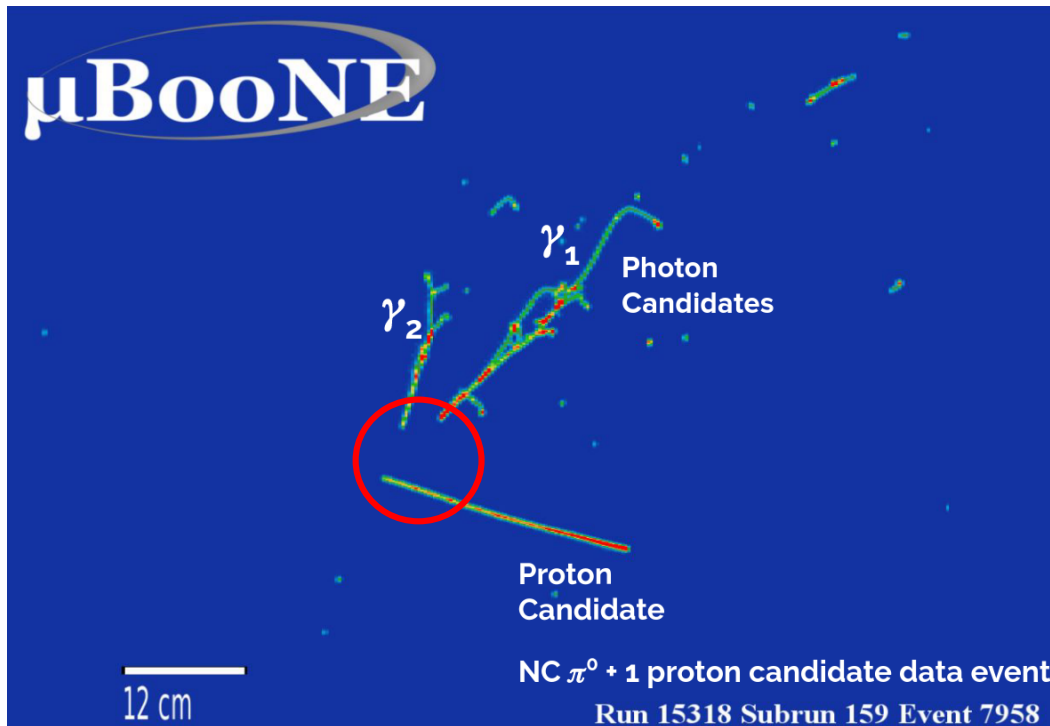 μBooNE
γ₁
Photon
Candidates
γ₂
Proton
Candidate
NC π⁰ + 1 proton candidate data event
12 cm
Run 15318 Subrun 159 Event 7958